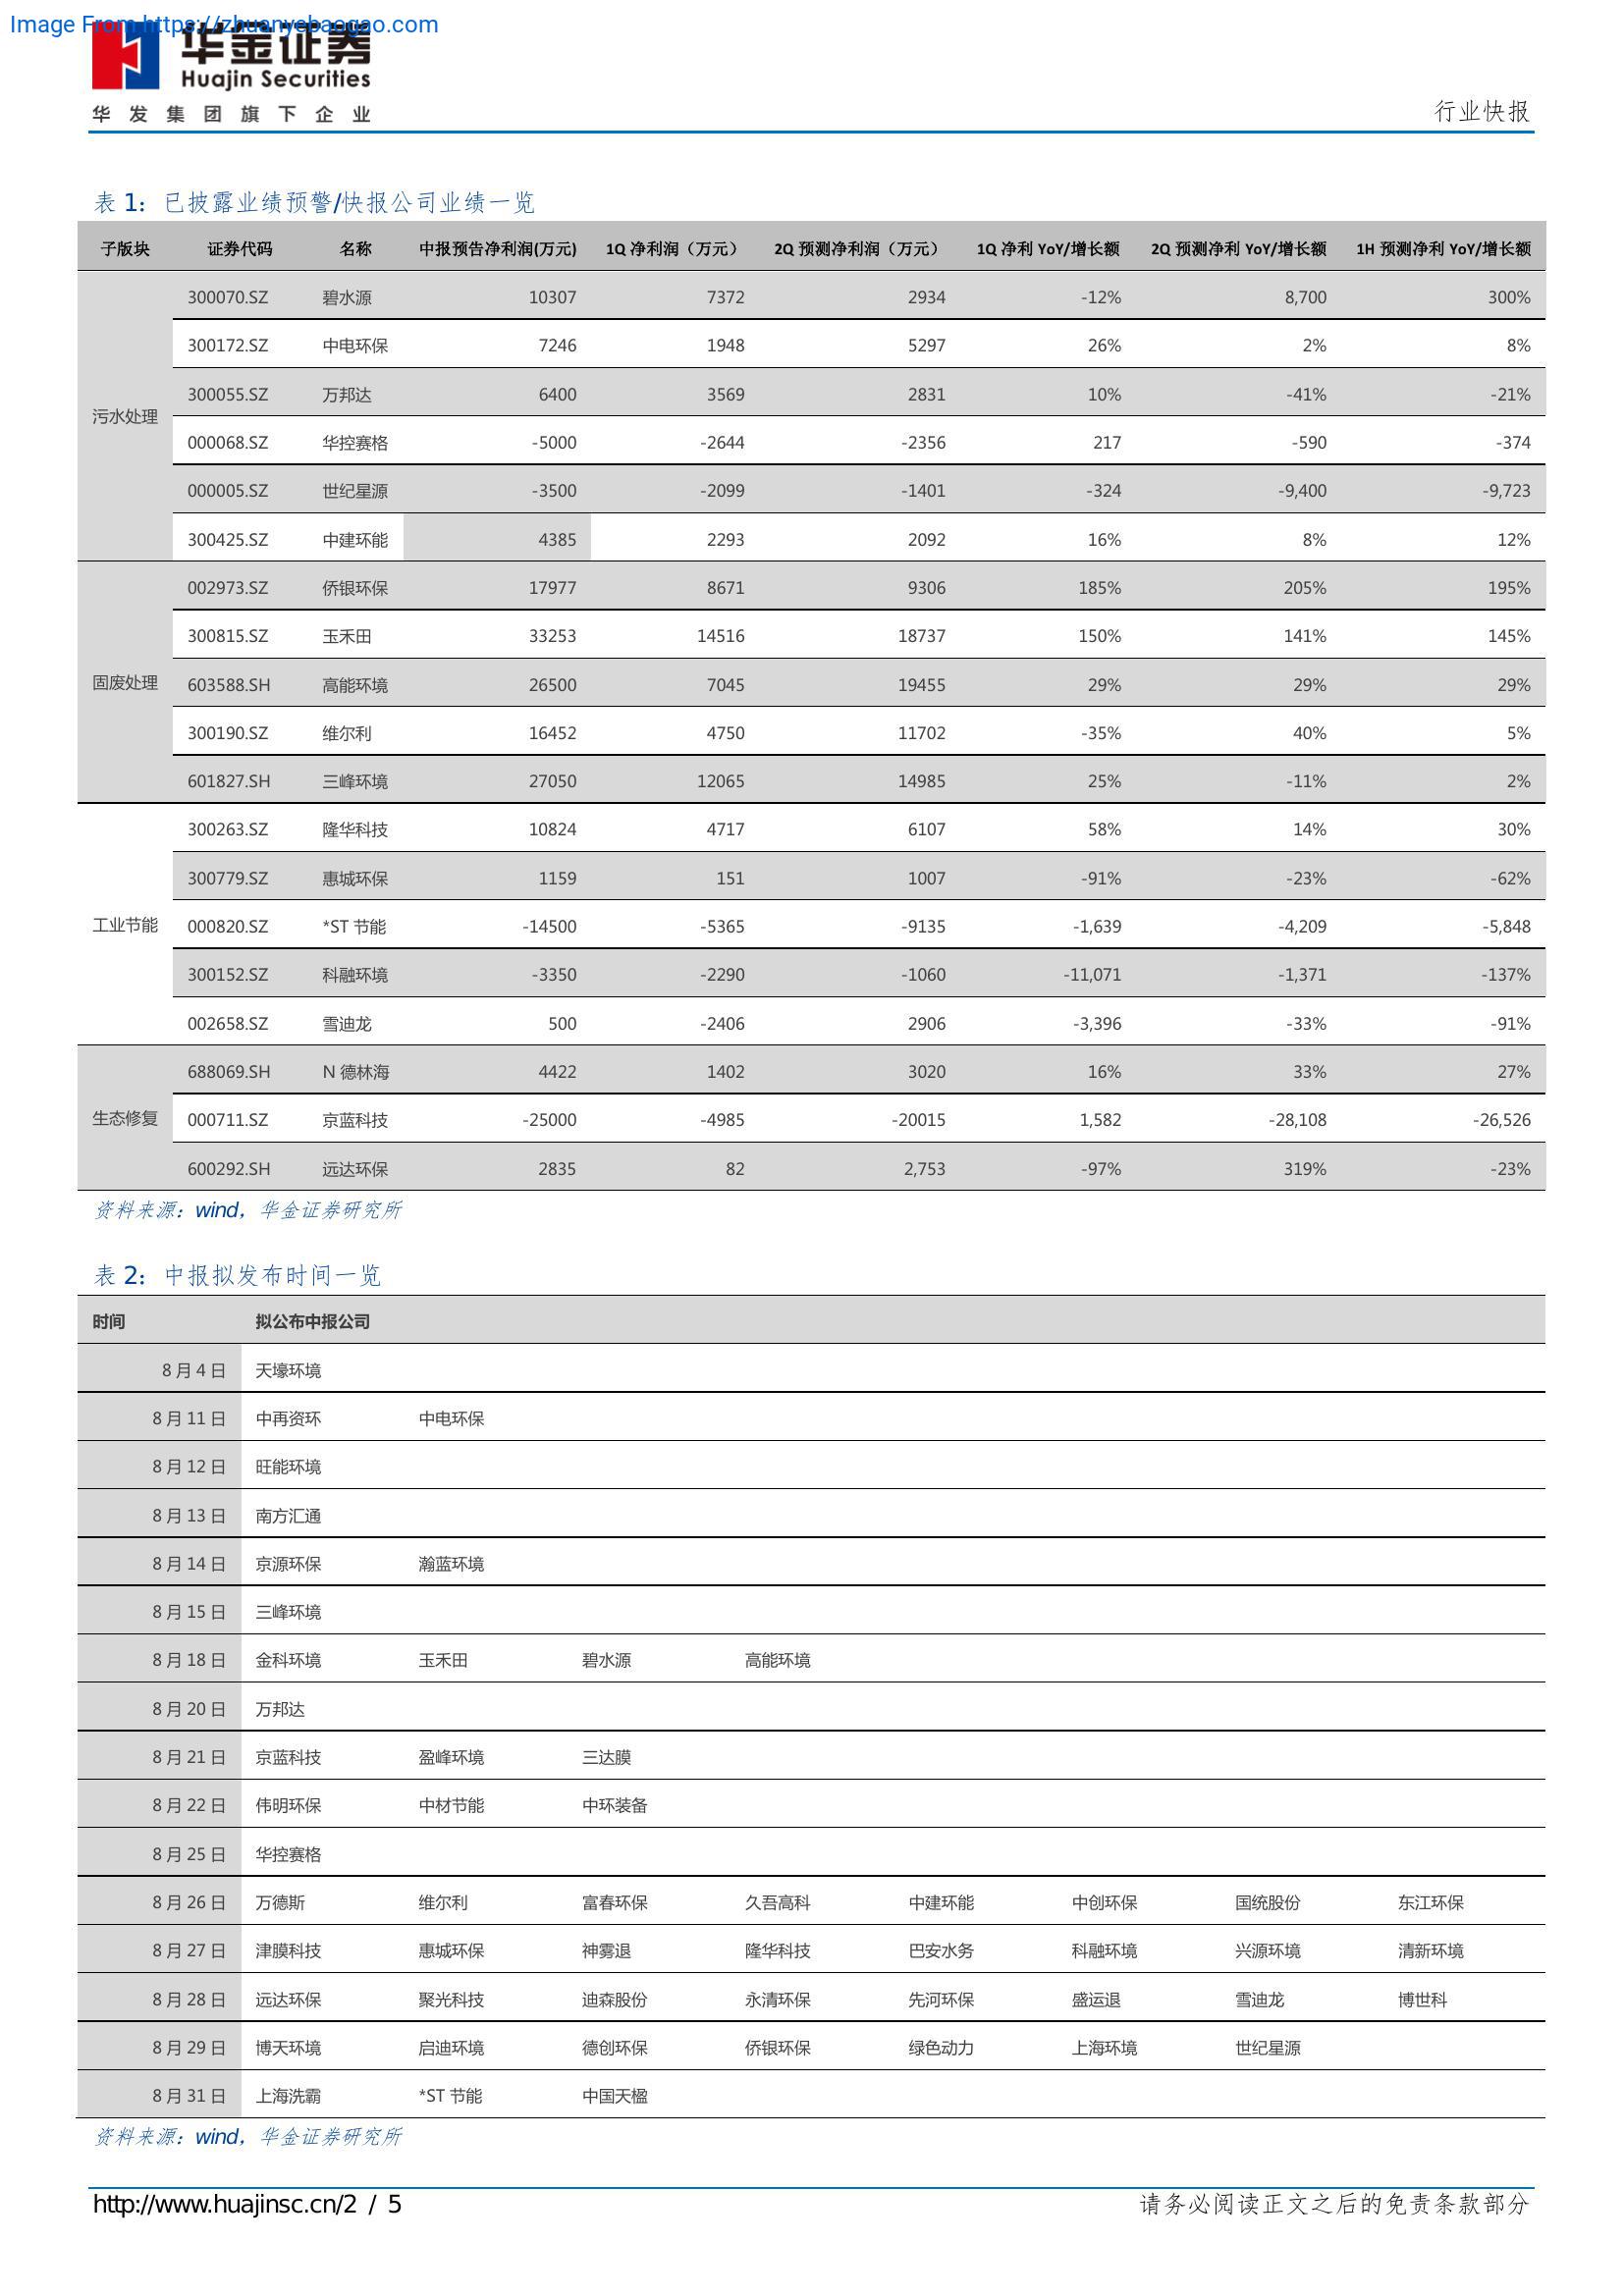 Image From https://zhuanyebaogao.com
华金证券
Huajin Securities
华发集团旗下企业
行业快报
表 1：已披露业绩预警/快报公司业绩一览
子版块 证券代码 名称 中报预告净利润(万元) 1Q 净利润（万元） 2Q 预测净利润（万元） 1Q 净利 YoY/增长额 2Q 预测净利 YoY/增长额 1H 预测净利 YoY/增长额
污水处理
300070.SZ 碧水源 10307 7372 2934 -12% 8,700 300%
300172.SZ 中电环保 7246 1948 5297 26% 2% 8%
300055.SZ 万邦达 6400 3569 2831 10% -41% -21%
000068.SZ 华控赛格 -5000 -2644 -2356 217 -590 -374
000005.SZ 世纪星源 -3500 -2099 -1401 -324 -9,400 -9,723
300425.SZ 中建环能 4385 2293 2092 16% 8% 12%
固废处理
002973.SZ 侨银环保 17977 8671 9306 185% 205% 195%
300815.SZ 玉禾田 33253 14516 18737 150% 141% 145%
603588.SH 高能环境 26500 7045 19455 29% 29% 29%
300190.SZ 维尔利 16452 4750 11702 -35% 40% 5%
601827.SH 三峰环境 27050 12065 14985 25% -11% 2%
工业节能
300263.SZ 隆华科技 10824 4717 6107 58% 14% 30%
300779.SZ 惠城环保 1159 151 1007 -91% -23% -62%
000820.SZ *ST 节能 -14500 -5365 -9135 -1,639 -4,209 -5,848
300152.SZ 科融环境 -3350 -2290 -1060 -11,071 -1,371 -137%
002658.SZ 雪迪龙 500 -2406 2906 -3,396 -33% -91%
生态修复
688069.SH N 德林海 4422 1402 3020 16% 33% 27%
000711.SZ 京蓝科技 -25000 -4985 -20015 1,582 -28,108 -26,526
600292.SH 远达环保 2835 82 2,753 -97% 319% -23%
资料来源：wind，华金证券研究所
表 2：中报拟发布时间一览
时间 拟公布中报公司
8 月 4 日 天壕环境
8 月 11 日 中再资环 中电环保
8 月 12 日 旺能环境
8 月 13 日 南方汇通
8 月 14 日 京源环保 瀚蓝环境
8 月 15 日 三峰环境
8 月 18 日 金科环境 玉禾田 碧水源 高能环境
8 月 20 日 万邦达
8 月 21 日 京蓝科技 盈峰环境 三达膜
8 月 22 日 伟明环保 中材节能 中环装备
8 月 25 日 华控赛格
8 月 26 日 万德斯 维尔利 富春环保 久吾高科 中建环能 中创环保 国统股份 东江环保
8 月 27 日 津膜科技 惠城环保 神雾退 隆华科技 巴安水务 科融环境 兴源环境 清新环境
8 月 28 日 远达环保 聚光科技 迪森股份 永清环保 先河环保 盛运退 雪迪龙 博世科
8 月 29 日 博天环境 启迪环境 德创环保 侨银环保 绿色动力 上海环境 世纪星源
8 月 31 日 上海洗霸 *ST 节能 中国天楹
资料来源：wind，华金证券研究所
http://www.huajinsc.cn/2 / 5
请务必阅读正文之后的免责条款部分